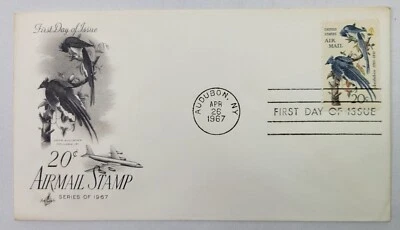 First Day of Issue
20¢
AIRMAIL STAMP
SERIES OF 1967
AUDUBON, NY
APR
26
1967
UNITED
STATES
AIR
MAIL
20¢
FIRST DAY OF ISSUE